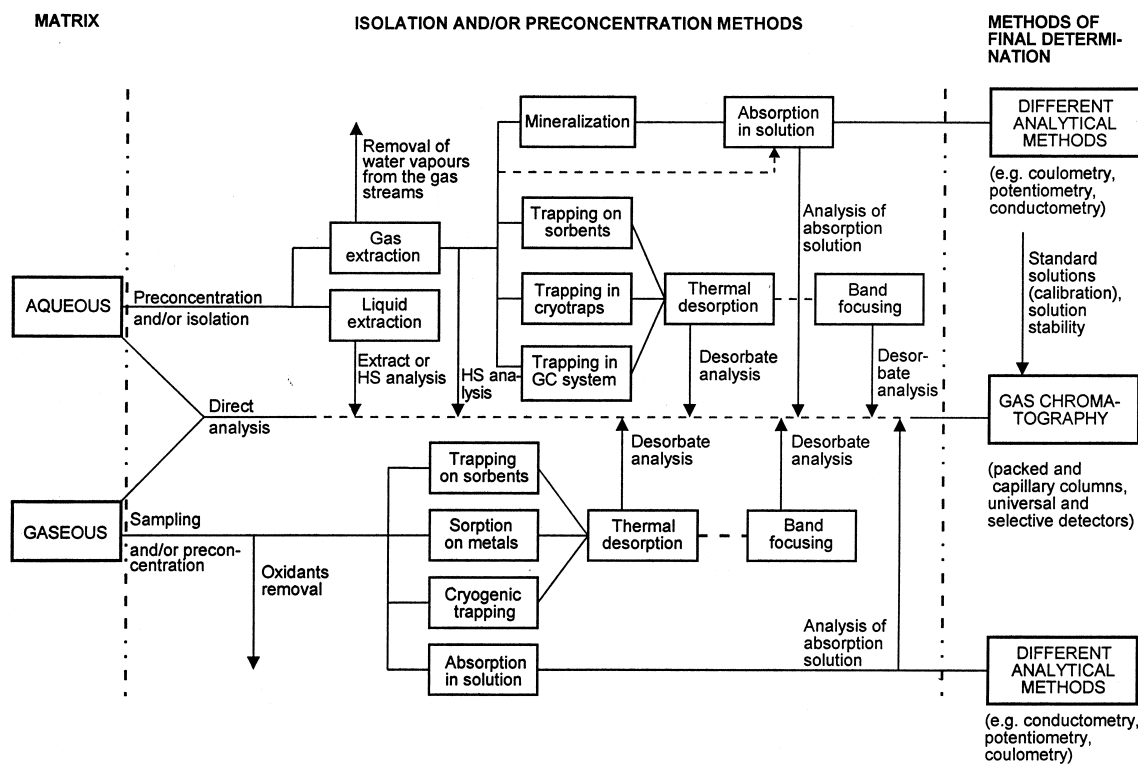 MATRIX
ISOLATION AND/OR PRECONCENTRATION METHODS
METHODS OF
FINAL DETERMI-
NATION
Mineralization
Absorption
in solution
DIFFERENT
ANALYTICAL
METHODS
(e.g. coulometry,
potentiometry,
conductometry)
Removal of
water vapours
from the gas
streams
Trapping on
sorbents
Analysis of
absorption
solution
Gas
extraction
Standard
solutions
(calibration),
solution
stability
AQUEOUS
Preconcentration
and/or isolation
Liquid
extraction
Trapping in
cryotraps
Thermal
desorption
Band
focusing
Extract or
HS analysis
HS ana-
lysis
Trapping in
GC system
Desorbate
analysis
Desor-
bate
analysis
Direct
analysis
GAS CHROMA-
TOGRAPHY
Desorbate
analysis
Desorbate
analysis
(packed and
capillary columns,
universal and
selective detectors)
Trapping
on sorbents
GASEOUS
Sampling
and/or precon-
centration
Sorption
on metals
Thermal
desorption
Band
focusing
Oxidants
removal
Cryogenic
trapping
Analysis of
absorption
solution
Absorption
in solution
DIFFERENT
ANALYTICAL
METHODS
(e.g. conductometry,
potentiometry,
coulometry)